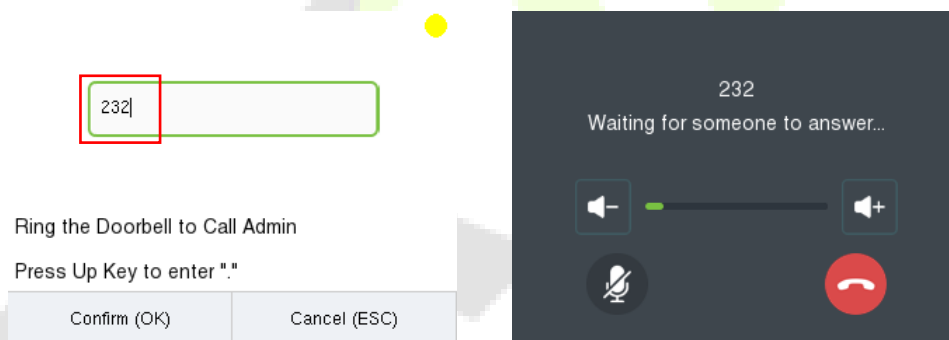 232
Ring the Doorbell to Call Admin
Press Up Key to enter "."
Confirm (OK)
Cancel (ESC)
232
Waiting for someone to answer...